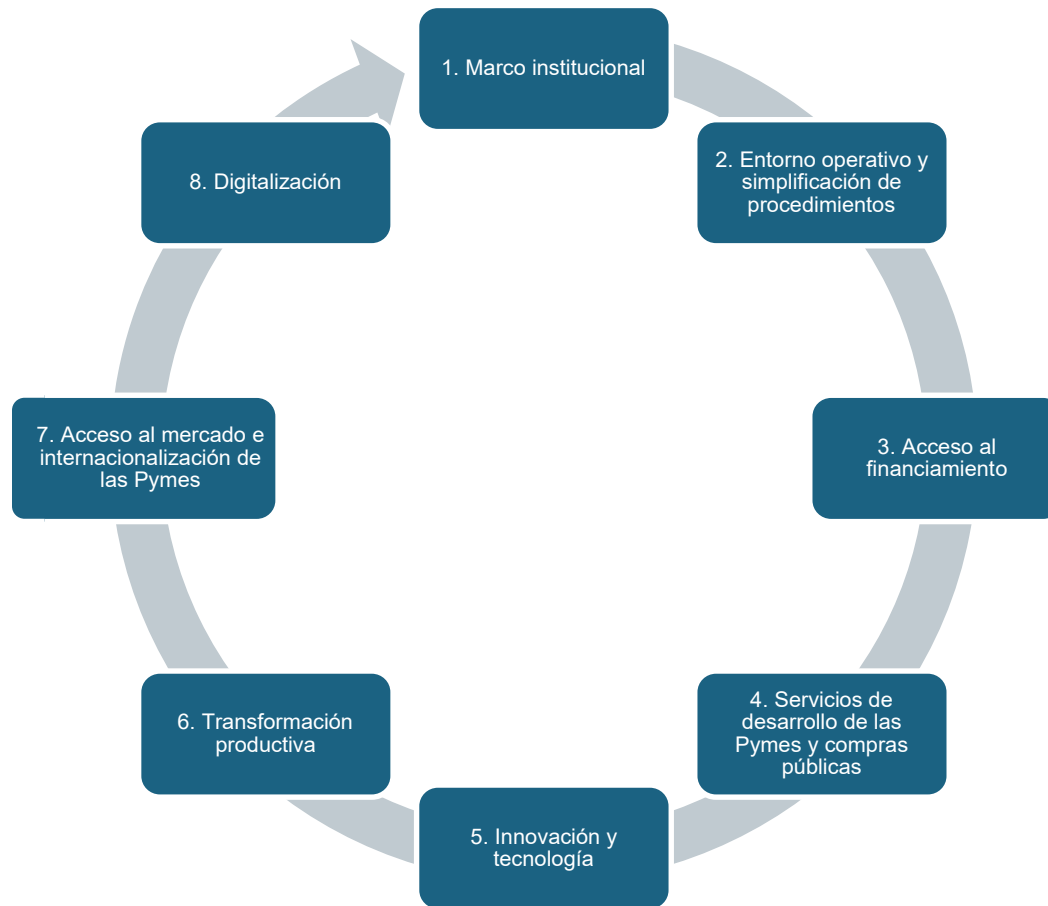 1. Marco institucional
2. Entorno operativo y
simplificación de
procedimientos
3. Acceso al
financiamiento
4. Servicios de
desarrollo de las
Pymes y compras
públicas
5. Innovación y
tecnología
6. Transformación
productiva
7. Acceso al mercado e
internacionalización de
las Pymes
8. Digitalización